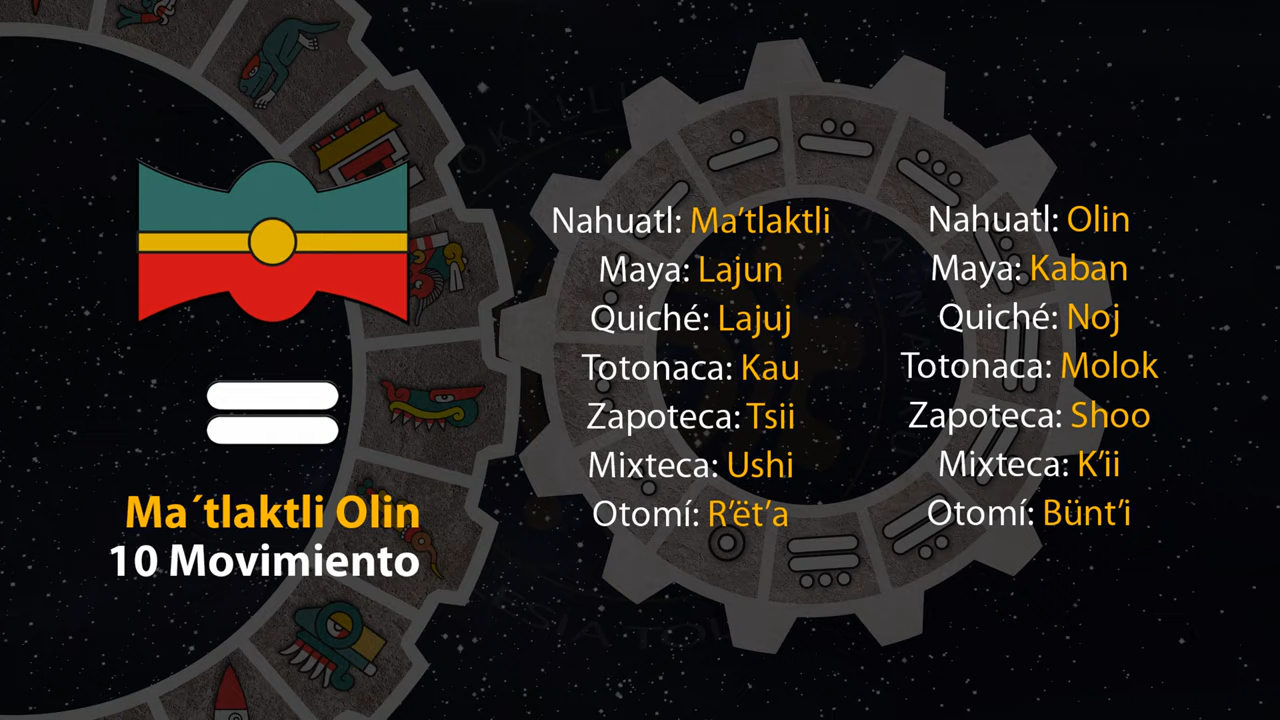 Ma´tlaktli Olin
10 Movimiento
Nahuatl: Ma’tlaktli
Maya: Lajun
Quiché: Lajuj
Totonaca: Kau
Zapoteca: Tsii
Mixteca: Ushi
Otomí: R’ët’a
Nahuatl: Olin
Maya: Kaban
Quiché: Noj
Totonaca: Molok
Zapoteca: Shoo
Mixteca: K’ii
Otomí: Bünt’i